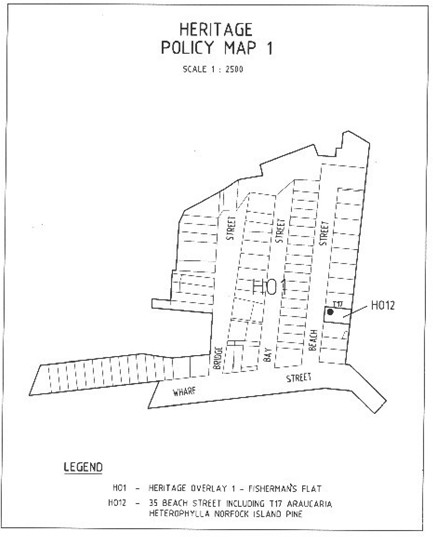 HERITAGE
POLICY MAP 1
SCALE 1 : 2500
STREET
STREET
STREET
HO1
T17
HO12
BRIDGE
BAY
BEACH
WHARF
STREET
LEGEND
HO1 - HERITAGE OVERLAY 1 - FISHERMAN'S FLAT
HO12 - 35 BEACH STREET INCLUDING T17 ARAUCARIA
HETEROPHYLLA NORFOCK ISLAND PINE